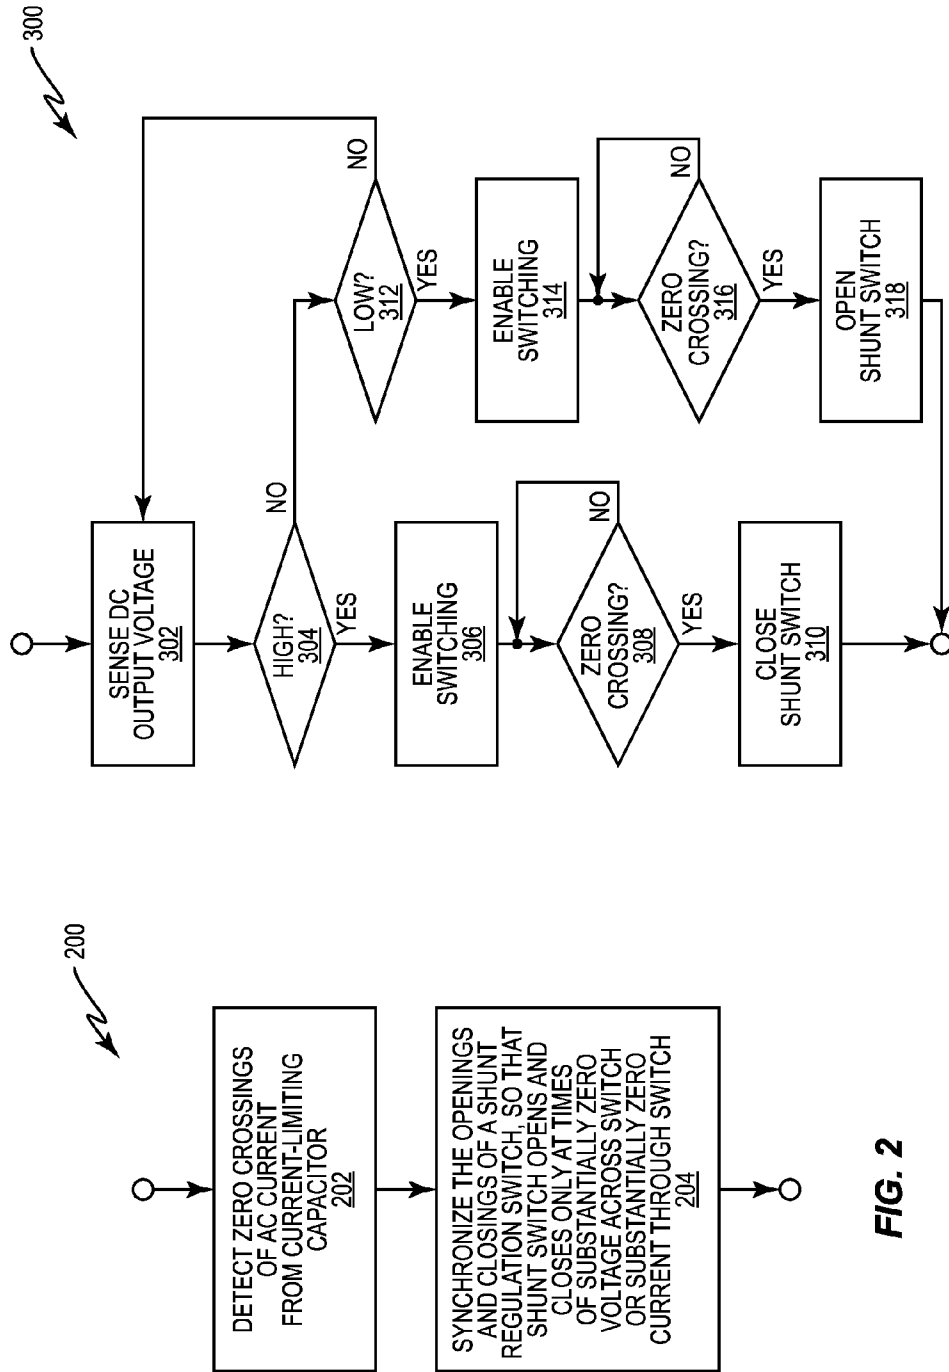 200
DETECT ZERO CROSSINGS
OF AC CURRENT
FROM CURRENT-LIMITING
CAPACITOR
202
SYNCHRONIZE THE OPENINGS
AND CLOSINGS OF A SHUNT
REGULATION SWITCH, SO THAT
SHUNT SWITCH OPENS AND
CLOSES ONLY AT TIMES
OF SUBSTANTIALLY ZERO
VOLTAGE ACROSS SWITCH
OR SUBSTANTIALLY ZERO
CURRENT THROUGH SWITCH
204
FIG. 2
300
SENSE DC
OUTPUT VOLTAGE
302
HIGH?
304
NO
YES
ENABLE
SWITCHING
306
ZERO
CROSSING?
308
NO
YES
CLOSE
SHUNT SWITCH
310
LOW?
312
NO
YES
ENABLE
SWITCHING
314
ZERO
CROSSING?
316
NO
YES
OPEN
SHUNT SWITCH
318